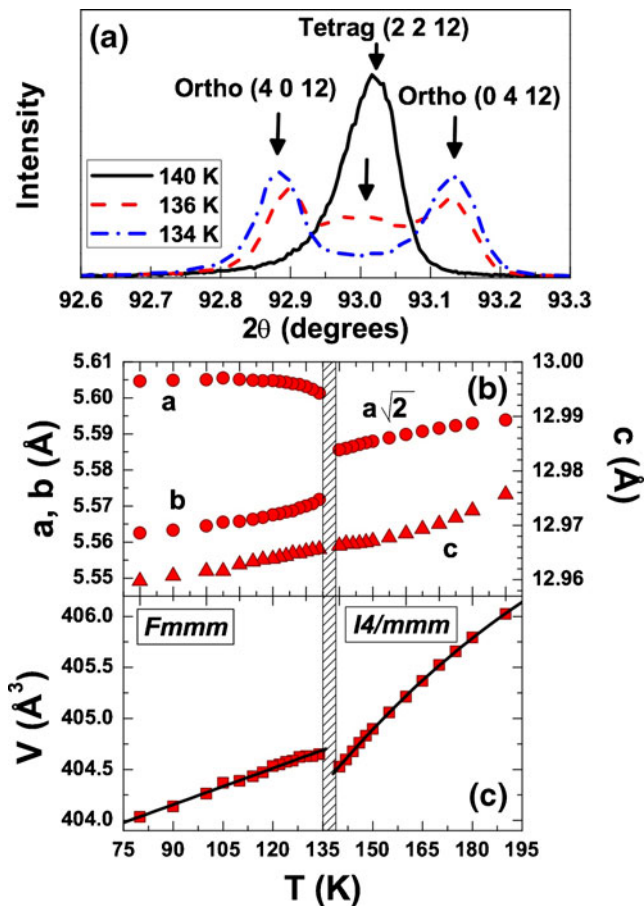 (a)
Tetrag (2 2 12)
Ortho (4 0 12)
Ortho (0 4 12)
Intensity
140 K
136 K
134 K
92.6 92.7 92.8 92.9 93.0 93.1 93.2 93.3
2θ (degrees)
5.61 13.00
(b)
5.60 a a√2 12.99
5.59
a, b (Å) 12.98 c (Å)
5.57 b
12.97
5.56 c
5.55 12.96
406.0 Fmmm I4/mmm
405.5
V (Å³)
405.0
404.5
404.0 (c)
75 90 105 120 135 150 165 180 195
T (K)